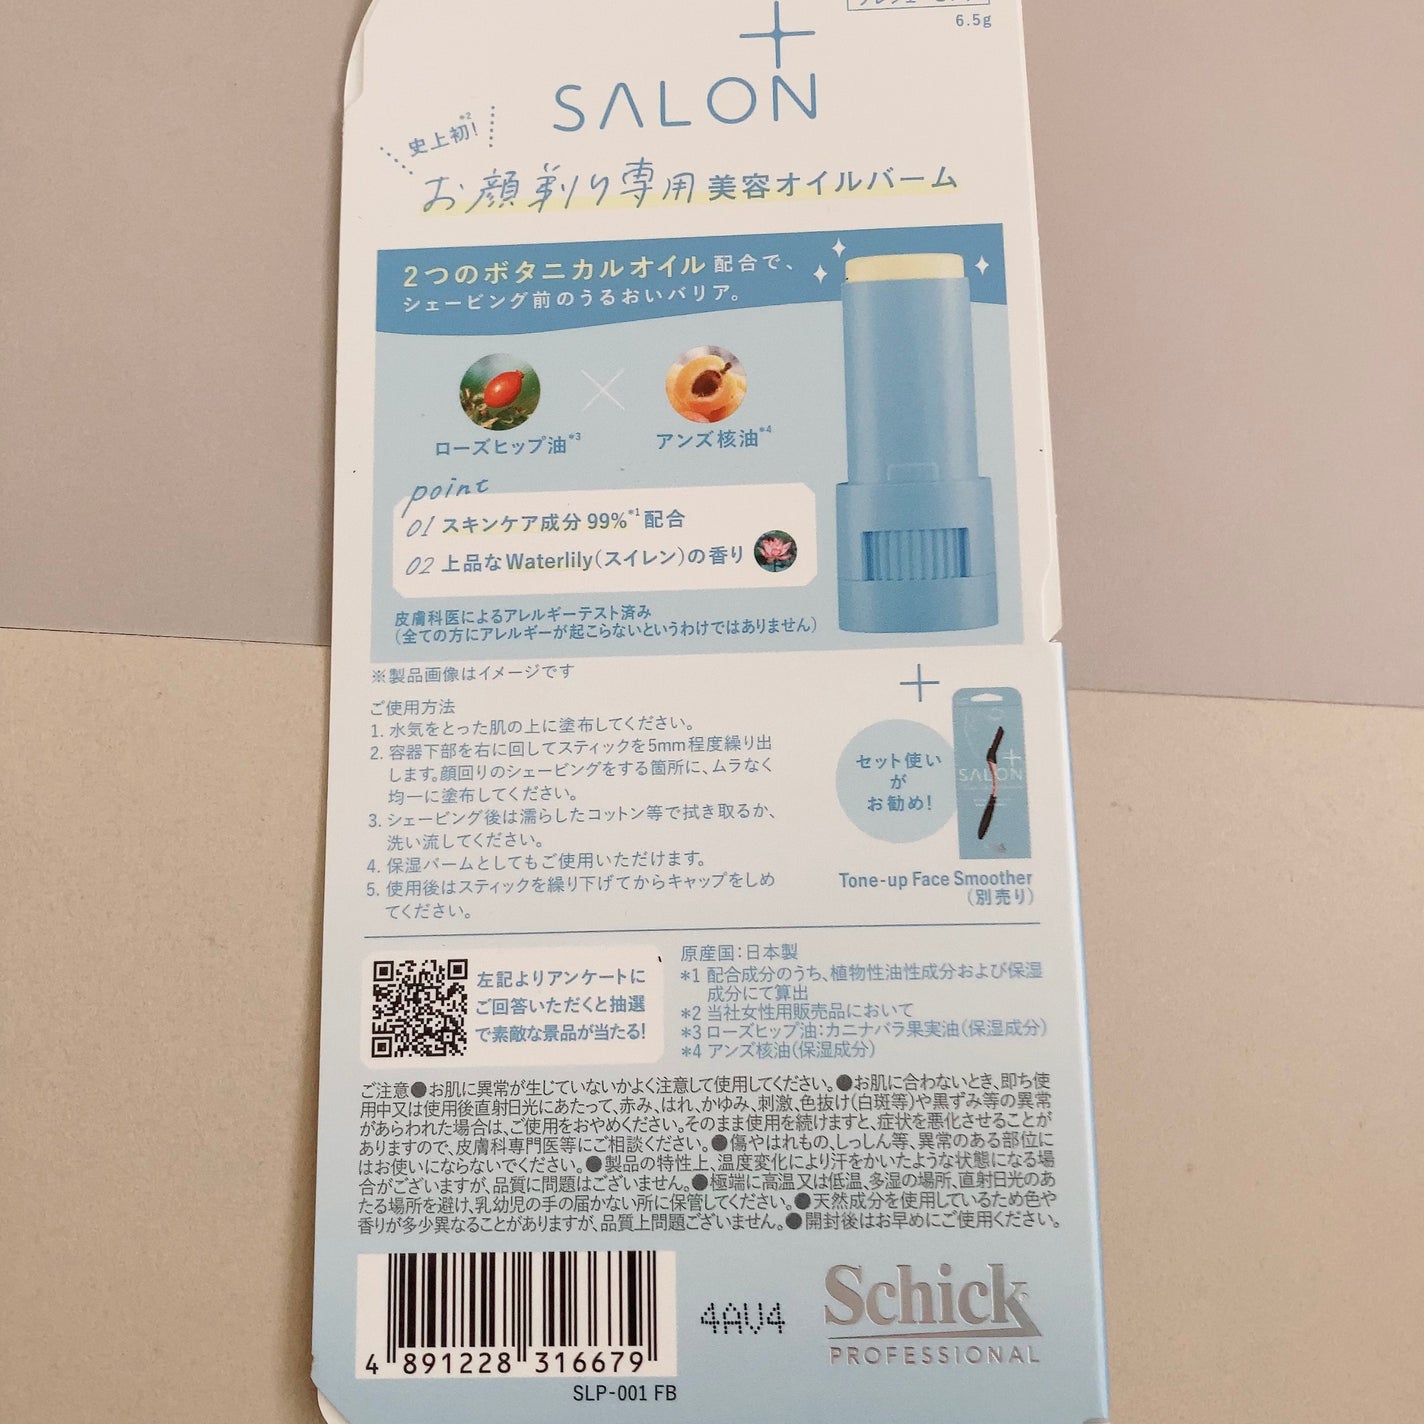 6.5g
SALON
史上初!*2
お顔剃り専用美容オイルバーム
2つのボタニカルオイル配合で、
シェービング前のうるおいバリア。
ローズヒップ油*3
アンズ核油*4
point
01 スキンケア成分99%*1配合
02 上品なWaterlily(スイレン)の香り
皮膚科医によるアレルギーテスト済み
(全ての方にアレルギーが起こらないというわけではありません)
※製品画像はイメージです
ご使用方法
1. 水気をとった肌の上に塗布してください。
2. 容器下部を右に回してスティックを5mm程度繰り出
します。顔回りのシェービングをする箇所に、ムラなく
均一に塗布してください。
3. シェービング後は濡らしたコットン等で拭き取るか、
洗い流してください。
4. 保湿バームとしてもご使用いただけます。
5. 使用後はスティックを繰り下げてからキャップをしめ
てください。
セット使い
が
お勧め!
SALON
Tone-up Face Smoother
(別売り)
左記よりアンケートに
ご回答いただくと抽選
で素敵な景品が当たる!
原産国:日本製
*1 配合成分のうち、植物性油性成分および保湿
成分にて算出
*2 当社女性用販売品において
*3 ローズヒップ油:カニナバラ果実油(保湿成分)
*4 アンズ核油(保湿成分)
ご注意●お肌に異常が生じていないかよく注意して使用してください。●お肌に合わないとき、即ち使
用中又は使用後直射日光にあたって、赤み、はれ、かゆみ、刺激、色抜け(白斑等)や黒ずみ等の異常
があらわれた場合は、ご使用をおやめください。そのまま使用を続けますと、症状を悪化させることが
ありますので、皮膚科専門医等にご相談ください。●傷やはれもの、しっしん等、異常のある部位に
はお使いにならないでください。●製品の特性上、温度変化により汗をかいたような状態になる場
合がございますが、品質に問題はございません。●極端に高温又は低温、多湿の場所、直射日光のあ
たる場所を避け、乳幼児の手の届かない所に保管してください。●天然成分を使用しているため色や
香りが多少異なることがありますが、品質上問題ございません。●開封後はお早めにご使用ください。
4 891228 316679
SLP-001 FB
4AV4
Schick
PROFESSIONAL